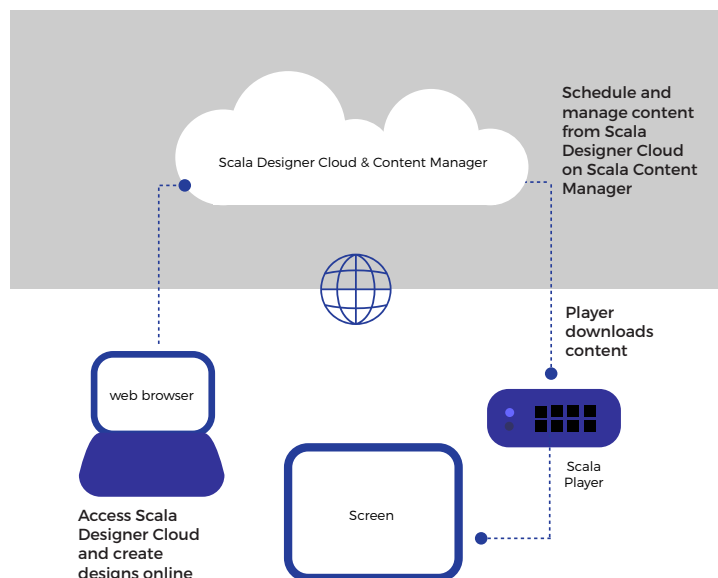 Schedule and
manage content
from Scala
Designer Cloud
on Scala Content
Manager
Scala Designer Cloud & Content Manager
Player
downloads
content
web browser
Scala
Player
Screen
Access Scala
Designer Cloud
and create
designs online